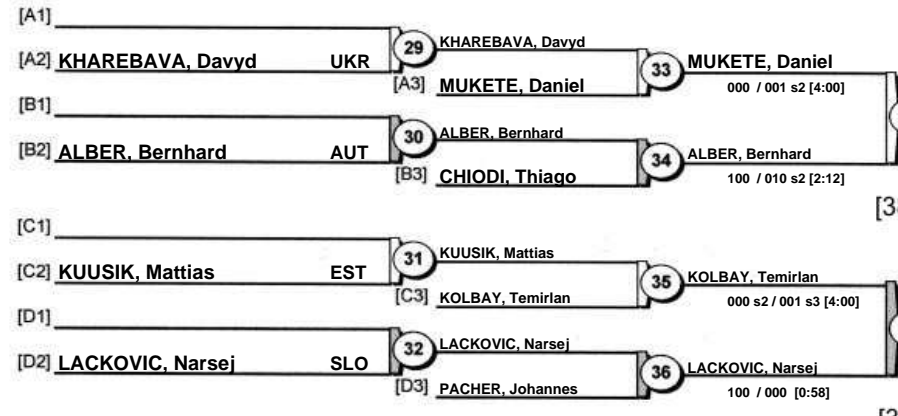 [A1]
[A2] KHAREBAVA, Davyd UKR
29
KHAREBAVA, Davyd
[A3] MUKETE, Daniel
33
MUKETE, Daniel
000 / 001 s2 [4:00]
[B1]
[B2] ALBER, Bernhard AUT
30
ALBER, Bernhard
[B3] CHIODI, Thiago
34
ALBER, Bernhard
100 / 010 s2 [2:12]
[C1]
[C2] KUUSIK, Mattias EST
31
KUUSIK, Mattias
[C3] KOLBAY, Temirlan
35
KOLBAY, Temirlan
000 s2 / 001 s3 [4:00]
[D1]
[D2] LACKOVIC, Narsej SLO
32
LACKOVIC, Narsej
[D3] PACHER, Johannes
36
LACKOVIC, Narsej
100 / 000 [0:58]